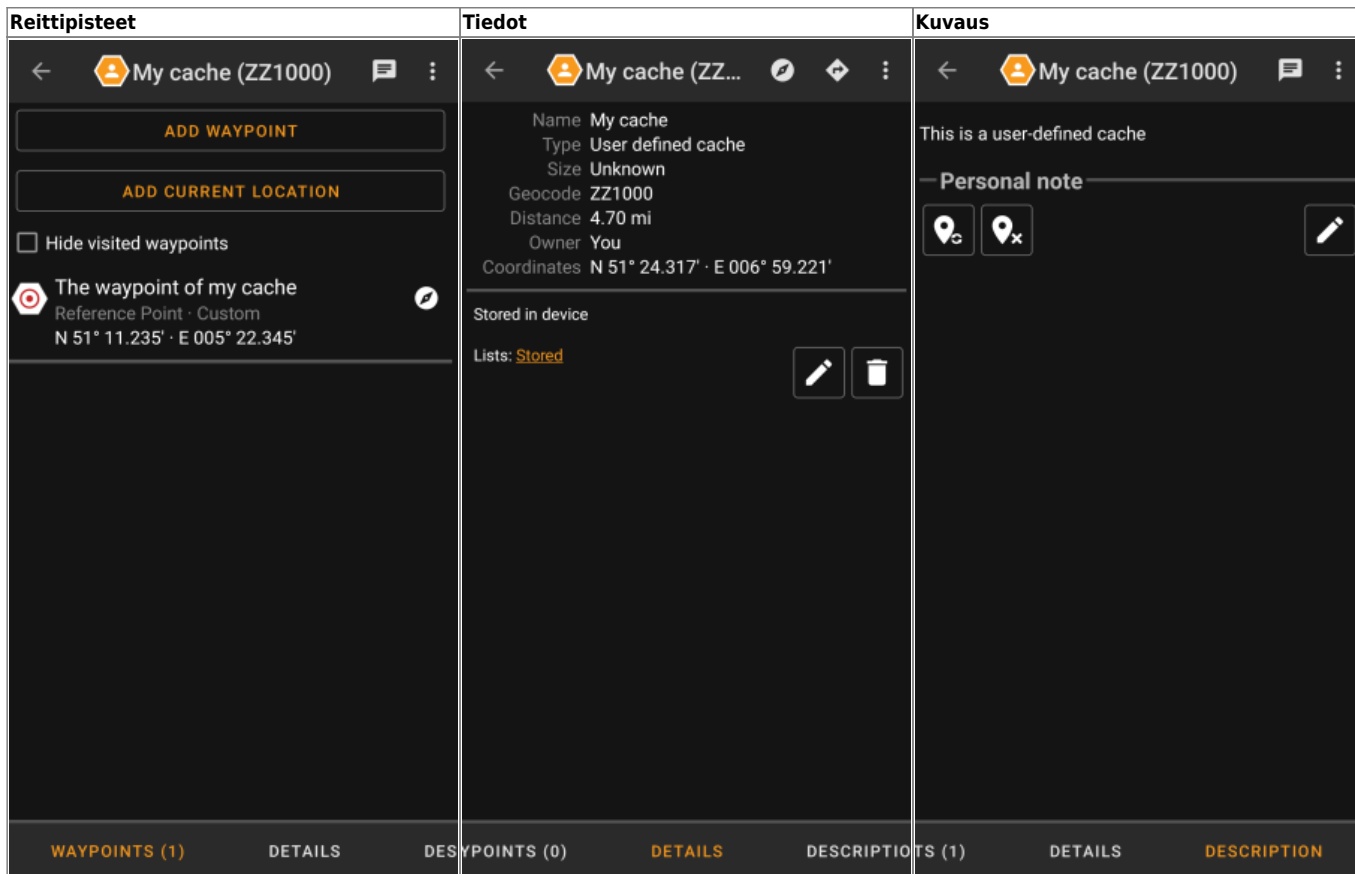 Reittipisteet
My cache (ZZ1000)
ADD WAYPOINT
ADD CURRENT LOCATION
Hide visited waypoints
The waypoint of my cache
Reference Point · Custom
N 51° 11.235' · E 005° 22.345'
WAYPOINTS (1) DETAILS DES
Tiedot
My cache (ZZ...
Name My cache
Type User defined cache
Size Unknown
Geocode ZZ1000
Distance 4.70 mi
Owner You
Coordinates N 51° 24.317' · E 006° 59.221'
Stored in device
Lists: Stored
YPOINTS (0) DETAILS DESCRIPTIO
Kuvaus
My cache (ZZ1000)
This is a user-defined cache
Personal note
TS (1) DETAILS DESCRIPTION